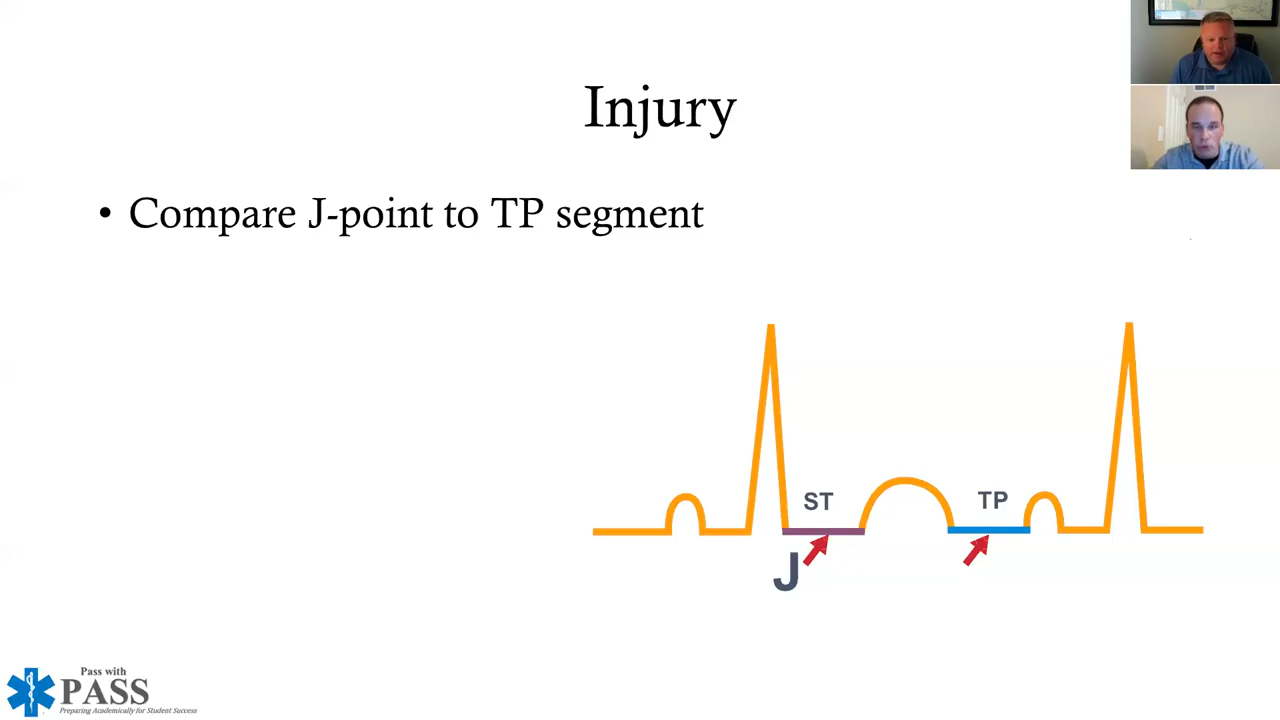 Injury
• Compare J-point to TP segment
ST
TP
J
Pass with
PASS
Preparing Academically for Student Success